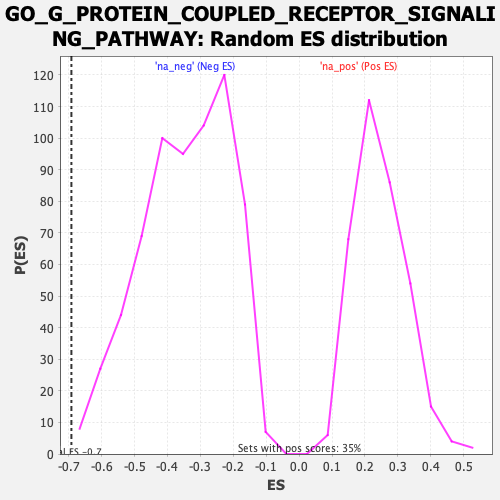 GO_G_PROTEIN_COUPLED_RECEPTOR_SIGNALI
NG_PATHWAY: Random ES distribution
'na_neg' (Neg ES)
'na_pos' (Pos ES)
120
110
100
90
80
70
60
50
40
30
20
10
0
P(ES)
Sets with pos scores: 35%
ES -0.7
-0.7 -0.6 -0.5 -0.4 -0.3 -0.2 -0.1 0.0 0.1 0.2 0.3 0.4 0.5
ES